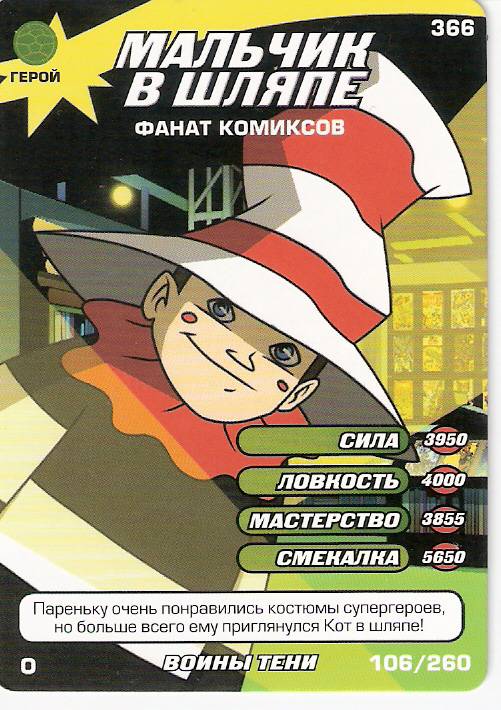 366
ГЕРОЙ
МАЛЬЧИК
В ШЛЯПЕ
ФАНАТ КОМИКСОВ
СИЛА 3950
ЛОВКОСТЬ 4000
МАСТЕРСТВО 3855
СМЕКАЛКА 5650
Пареньку очень понравились костюмы супергероев,
но больше всего ему приглянулся Кот в шляпе!
0 ВОИНЫ ТЕНИ 106/260